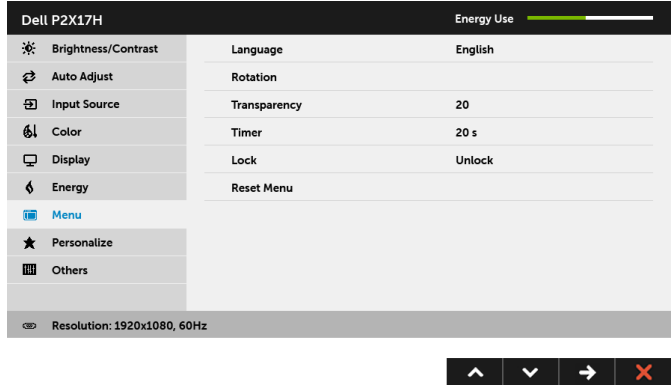 Dell P2X17H Energy Use
Brightness/Contrast Language English
Auto Adjust Rotation
Input Source Transparency 20
Color Timer 20 s
Display Lock Unlock
Energy Reset Menu
Menu
Personalize
Others
Resolution: 1920x1080, 60Hz